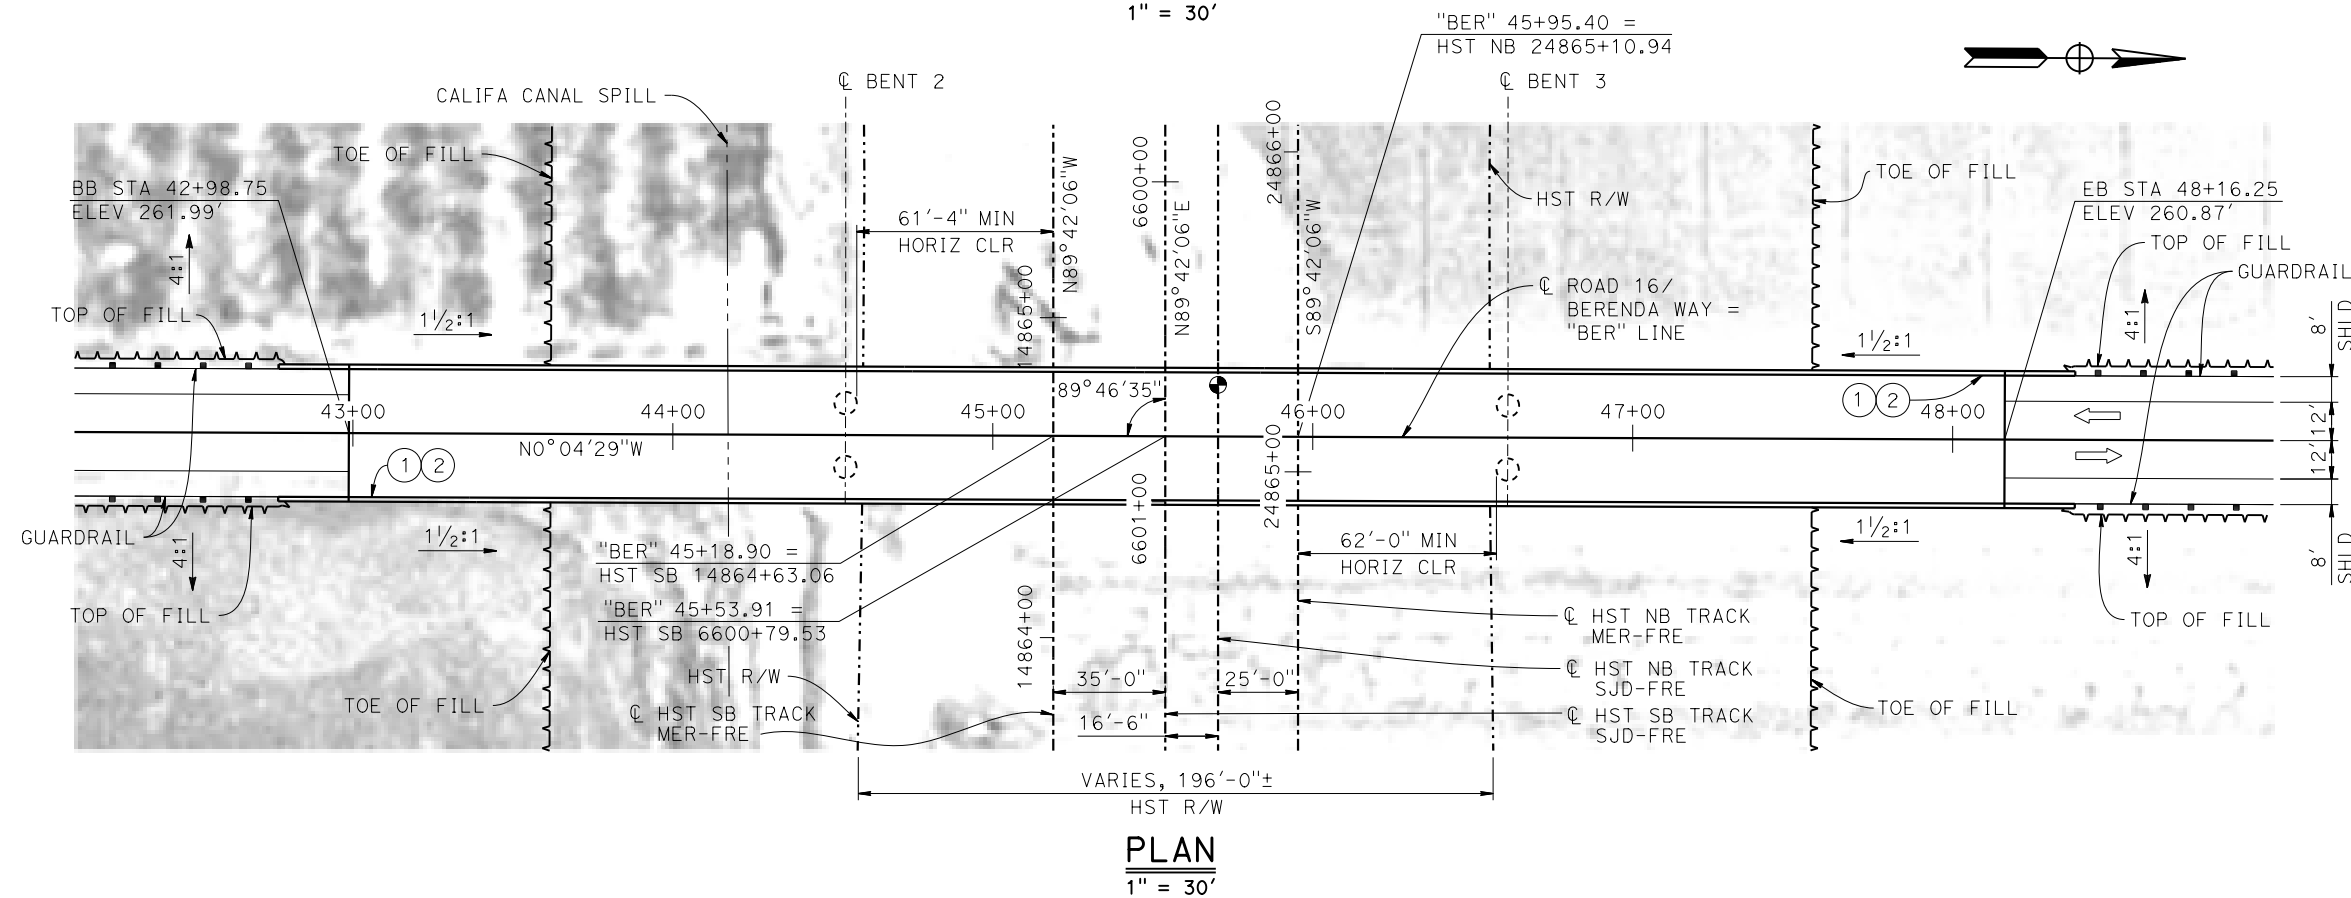 1" = 30'
"BER" 45+95.40 =
HST NB 24865+10.94
℄ BENT 2
℄ BENT 3
CALIFA CANAL SPILL
TOE OF FILL
TOE OF FILL
BB STA 42+98.75
ELEV 261.99'
EB STA 48+16.25
ELEV 260.87'
61'-4" MIN
HORIZ CLR
14865+00
N89°42'06"W
6600+00
N89°42'06"E
24866+00
S89°42'06"W
HST R/W
TOP OF FILL
GUARDRAIL
4:1
4:1
TOP OF FILL
1½:1
1½:1
℄ ROAD 16/
BERENDA WAY =
"BER" LINE
8'
SHLD
89°46'35"
43+00
44+00
45+00
46+00
47+00
48+00
1 2
12'
12'
N0°04'29"W
1 2
24865+00
6601+00
GUARDRAIL
4:1
1½:1
1½:1
4:1
8'
SHLD
"BER" 45+18.90 =
HST SB 14864+63.06
62'-0" MIN
HORIZ CLR
"BER" 45+53.91 =
HST SB 6600+79.53
14864+00
TOP OF FILL
TOP OF FILL
℄ HST NB TRACK
MER-FRE
℄ HST NB TRACK
SJD-FRE
HST R/W
35'-0"
25'-0"
TOE OF FILL
℄ HST SB TRACK
MER-FRE
16'-6"
℄ HST SB TRACK
SJD-FRE
TOE OF FILL
VARIES, 196'-0"±
HST R/W
PLAN
1" = 30'